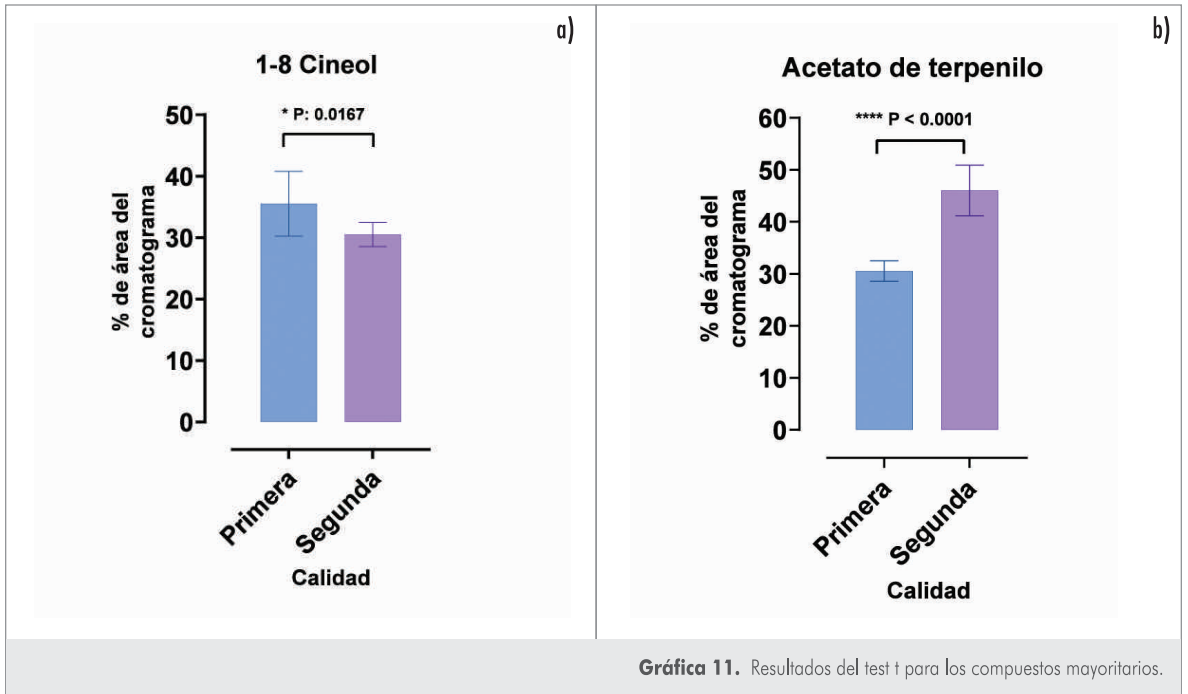 a)
1-8 Cineol
* P: 0.0167
50
40
30
20
10
0
% de área del
cromatograma
Primera
Segunda
Calidad
b)
Acetato de terpenilo
**** P < 0.0001
60
50
40
30
20
10
0
% de área del
cromatograma
Primera
Segunda
Calidad
Gráfica 11. Resultados del test t para los compuestos mayoritarios.